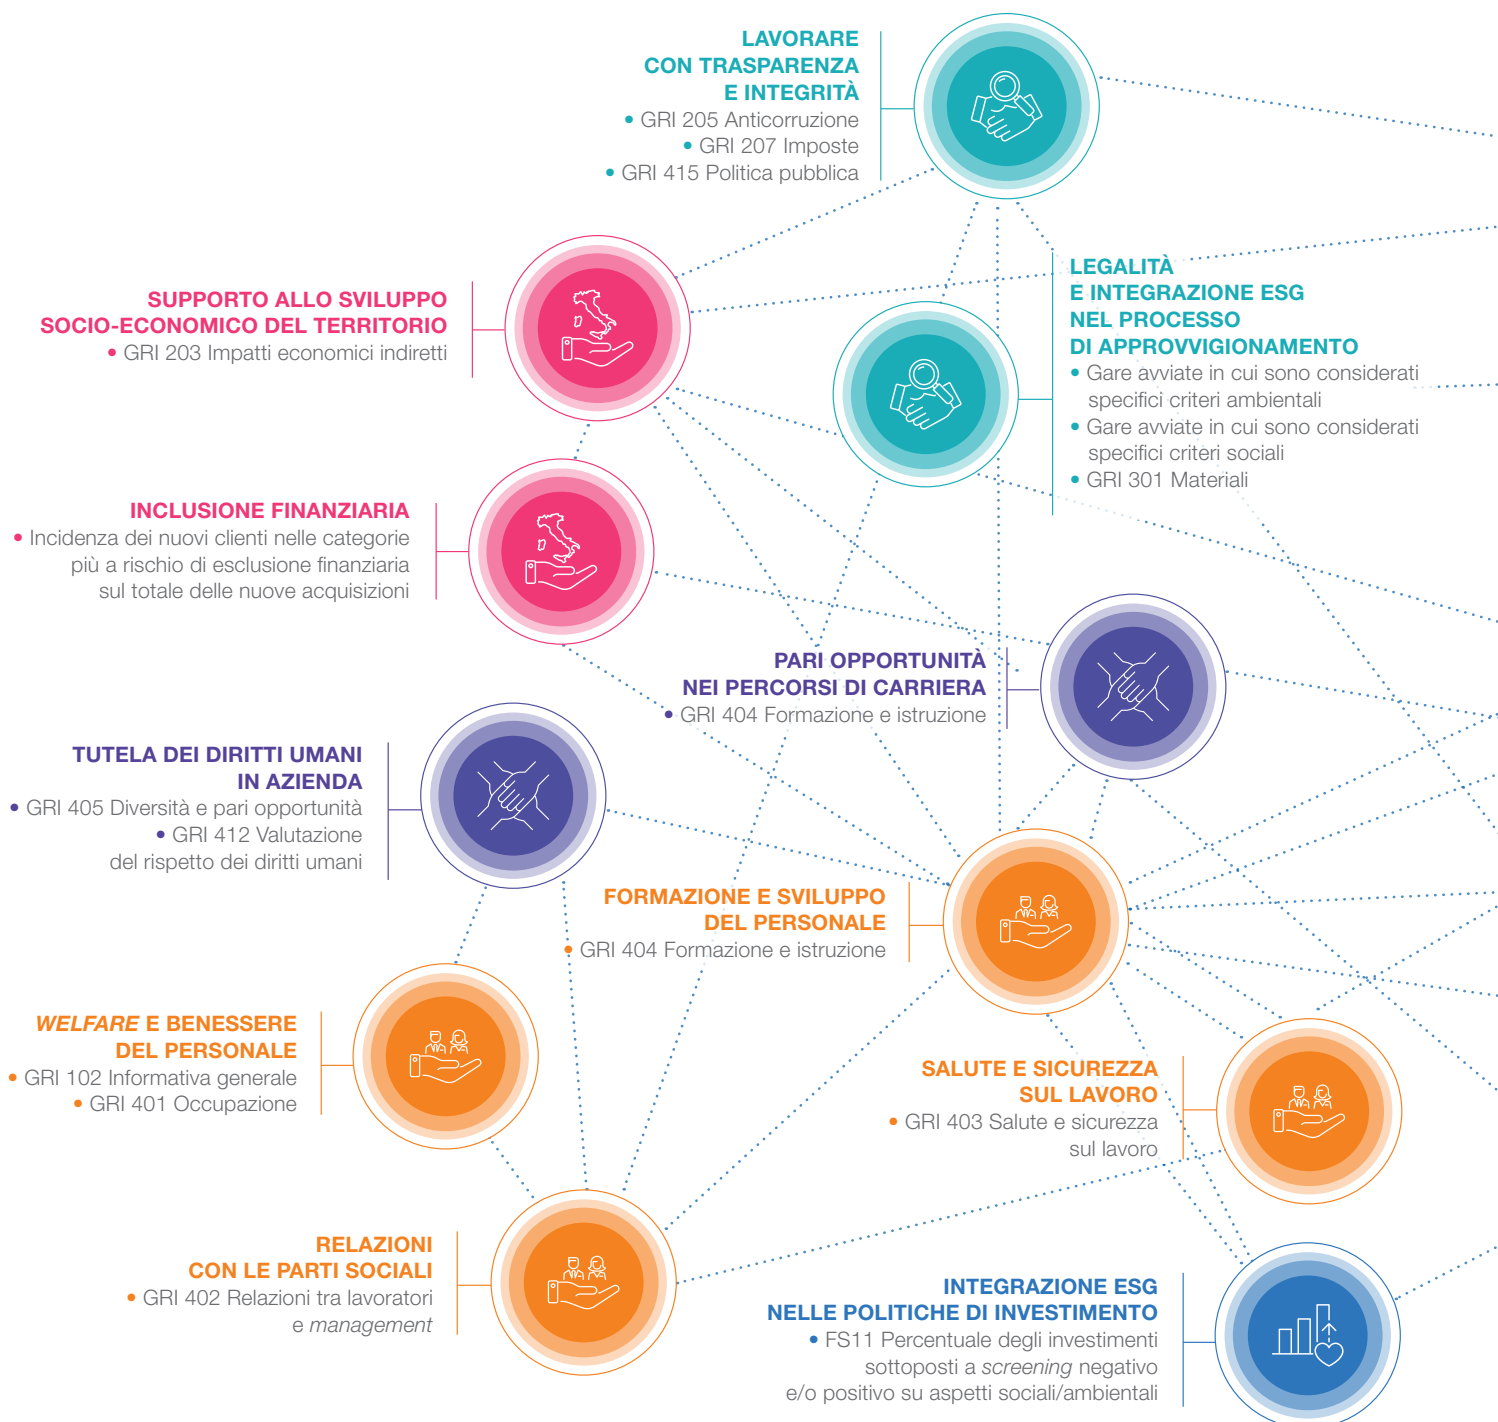 LAVORARE
CON TRASPARENZA
E INTEGRITÀ
• GRI 205 Anticorruzione
• GRI 207 Imposte
• GRI 415 Politica pubblica
SUPPORTO ALLO SVILUPPO
SOCIO-ECONOMICO DEL TERRITORIO
• GRI 203 Impatti economici indiretti
LEGALITÀ
E INTEGRAZIONE ESG
NEL PROCESSO
DI APPROVVIGIONAMENTO
• Gare avviate in cui sono considerati
specifici criteri ambientali
• Gare avviate in cui sono considerati
specifici criteri sociali
• GRI 301 Materiali
INCLUSIONE FINANZIARIA
• Incidenza dei nuovi clienti nelle categorie
più a rischio di esclusione finanziaria
sul totale delle nuove acquisizioni
PARI OPPORTUNITÀ
NEI PERCORSI DI CARRIERA
• GRI 404 Formazione e istruzione
TUTELA DEI DIRITTI UMANI
IN AZIENDA
• GRI 405 Diversità e pari opportunità
• GRI 412 Valutazione
del rispetto dei diritti umani
FORMAZIONE E SVILUPPO
DEL PERSONALE
• GRI 404 Formazione e istruzione
WELFARE E BENESSERE
DEL PERSONALE
• GRI 102 Informativa generale
• GRI 401 Occupazione
SALUTE E SICUREZZA
SUL LAVORO
• GRI 403 Salute e sicurezza
sul lavoro
RELAZIONI
CON LE PARTI SOCIALI
• GRI 402 Relazioni tra lavoratori
e management
INTEGRAZIONE ESG
NELLE POLITICHE DI INVESTIMENTO
• FS11 Percentuale degli investimenti
sottoposti a screening negativo
e/o positivo su aspetti sociali/ambientali